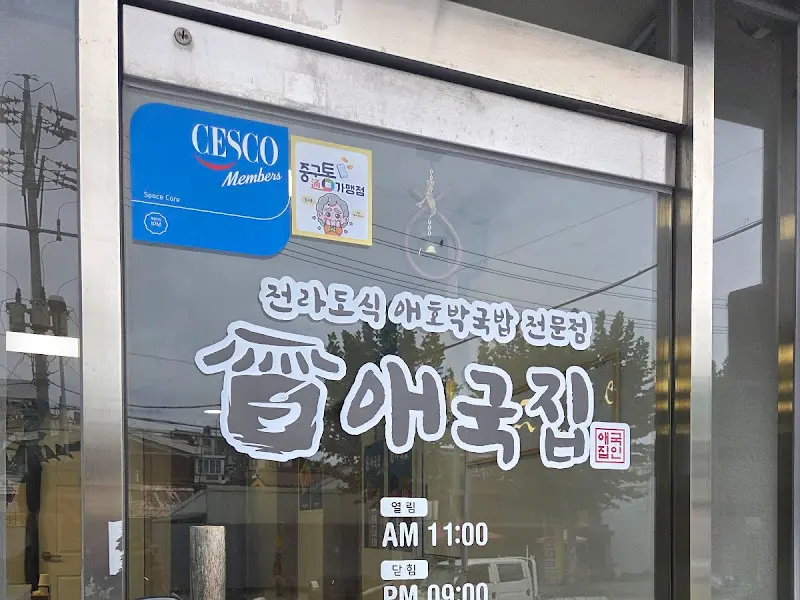 CESCO
Members
Space Care
중구통
通
가맹점
전라도식 애호박국밥 전문점
애국집
애국
집인
열림
AM 11:00
닫힘
PM 09:00